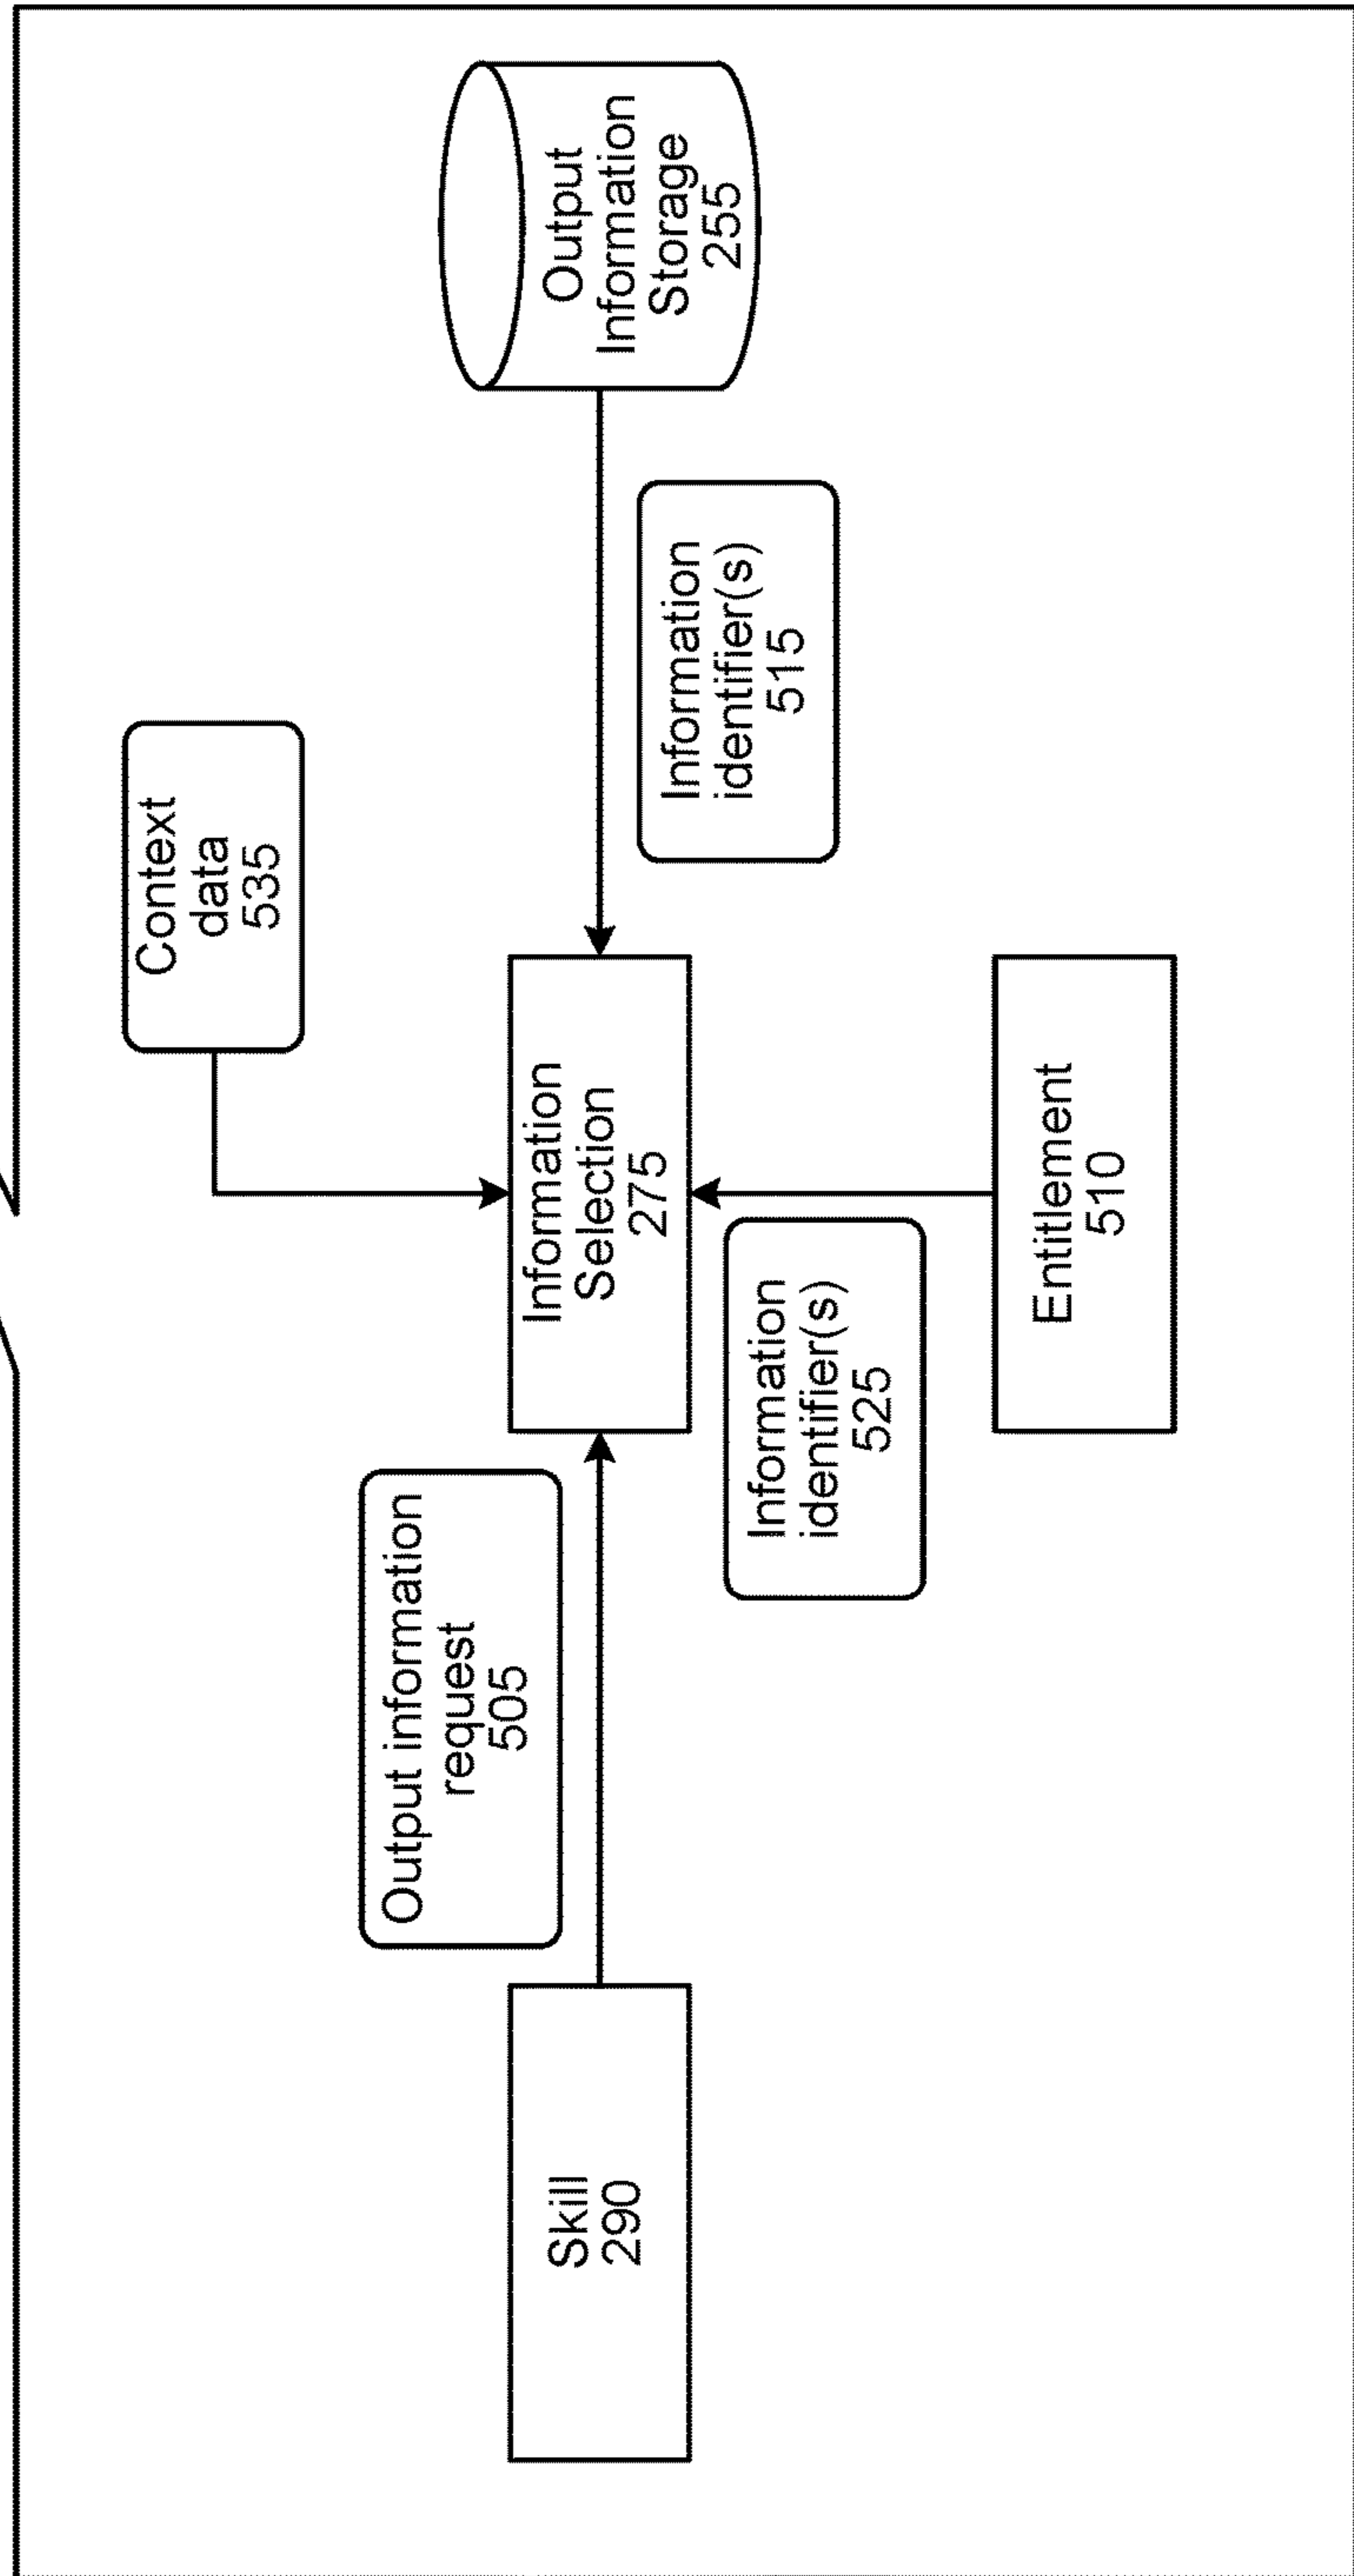 Context
data
535
Output information
request
505
Skill
290
Information
Selection
275
Output
Information
Storage
255
Information
identifier(s)
525
Information
identifier(s)
515
Entitlement
510